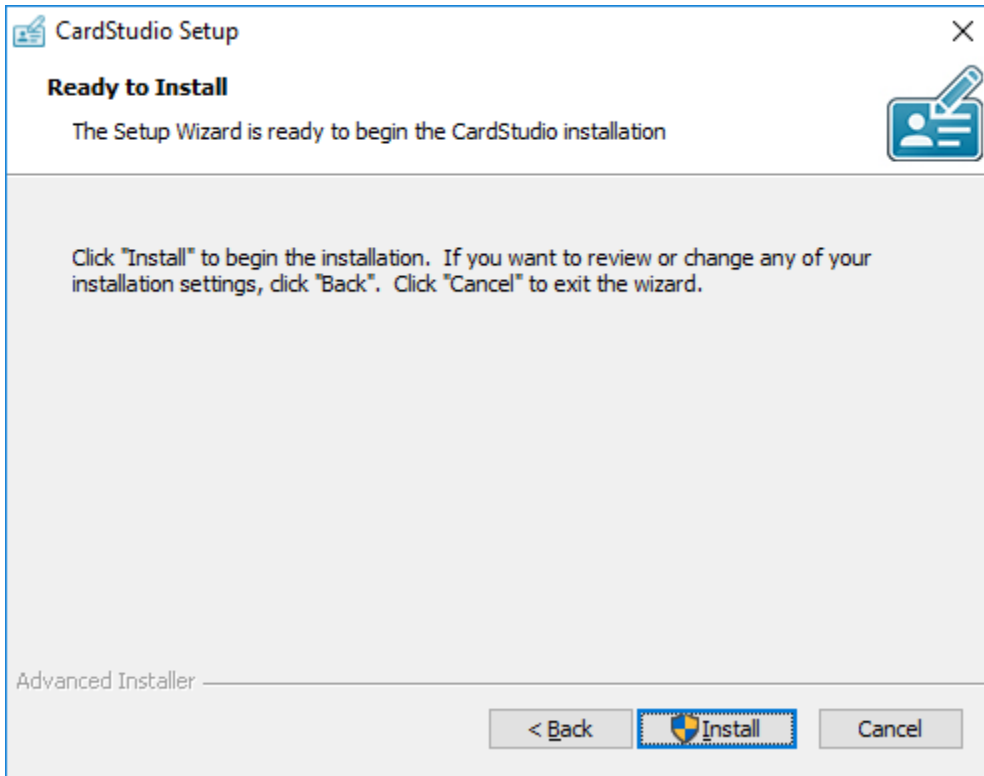 CardStudio Setup
Ready to Install
The Setup Wizard is ready to begin the CardStudio installation
Click "Install" to begin the installation.  If you want to review or change any of your
installation settings, click "Back".  Click "Cancel" to exit the wizard.
Advanced Installer
< Back
Install
Cancel